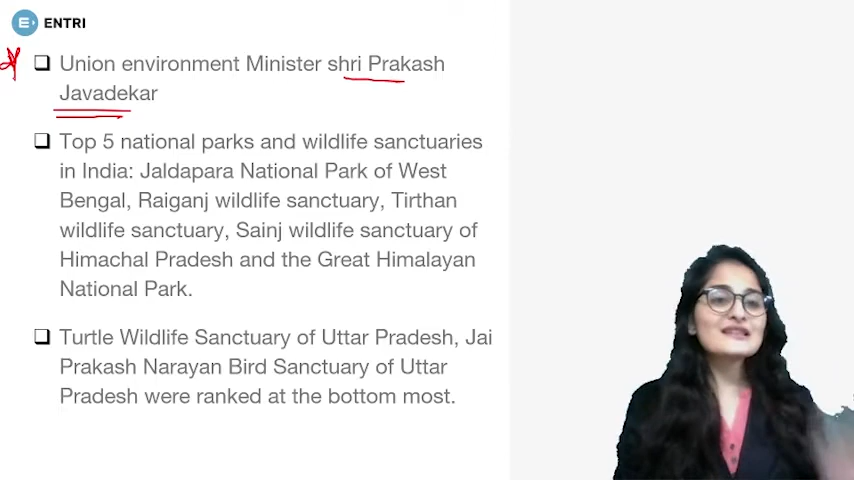 ENTRI
Union environment Minister shri Prakash
Javadekar
Top 5 national parks and wildlife sanctuaries
in India: Jaldapara National Park of West
Bengal, Raiganj wildlife sanctuary, Tirthan
wildlife sanctuary, Sainj wildlife sanctuary of
Himachal Pradesh and the Great Himalayan
National Park.
Turtle Wildlife Sanctuary of Uttar Pradesh, Jai
Prakash Narayan Bird Sanctuary of Uttar
Pradesh were ranked at the bottom most.